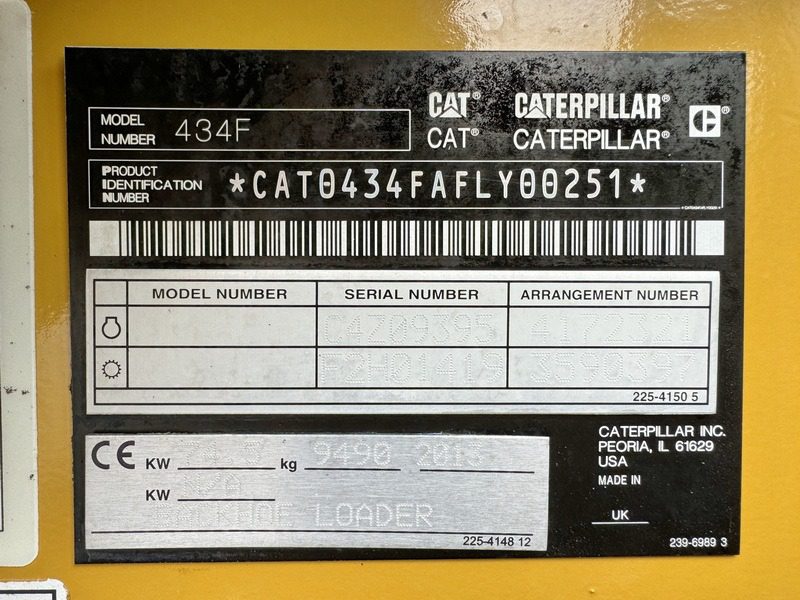 MODEL NUMBER 434F
CAT® CATERPILLAR®
CAT® CATERPILLAR®
PRODUCT IDENTIFICATION NUMBER *CAT0434FAFLY00251*
MODEL NUMBER SERIAL NUMBER ARRANGEMENT NUMBER
C4Z09395 4172321
F2H01419
225-4150 5
CE KW kg 9490 2013
KW N/A
BACKHOE LOADER
225-4148 12
CATERPILLAR INC.
PEORIA, IL 61629
USA
MADE IN
UK
239-6989 3